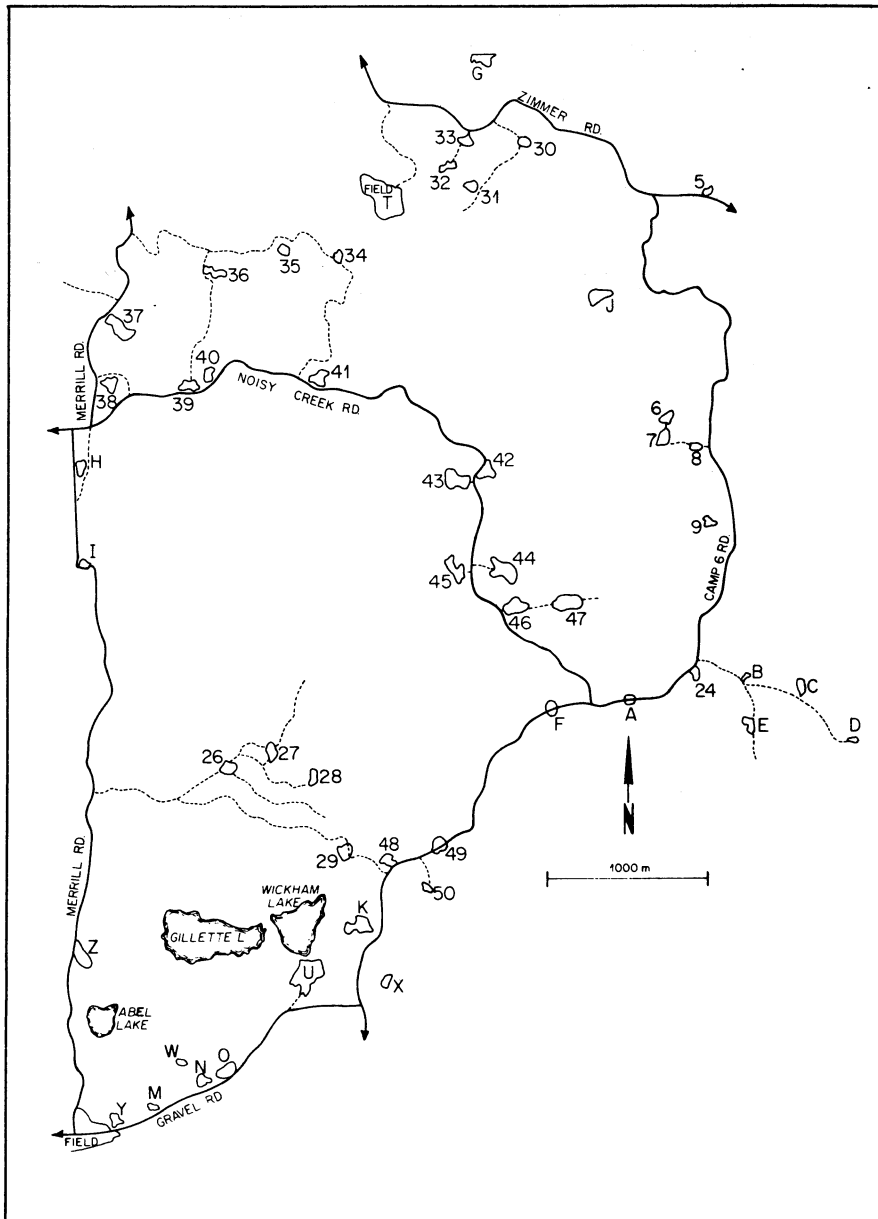 G
ZIMMER
RD.
33
30
32
31
FIELD
T
5
35
34
36
J
37
MERRILL RD.
40
41
38
39
NOISY
CREEK RD.
6
7
8
H
43
42
9
I
45
44
CAMP 6 RD.
46
47
24
B
C
F
A
E
D
N
26
27
28
1000 m
29
48
49
50
MERRILL RD.
WICKHAM
LAKE
K
GILLETTE L
Z
U
X
ABEL
LAKE
W
N
O
Y
M
GRAVEL RD
FIELD